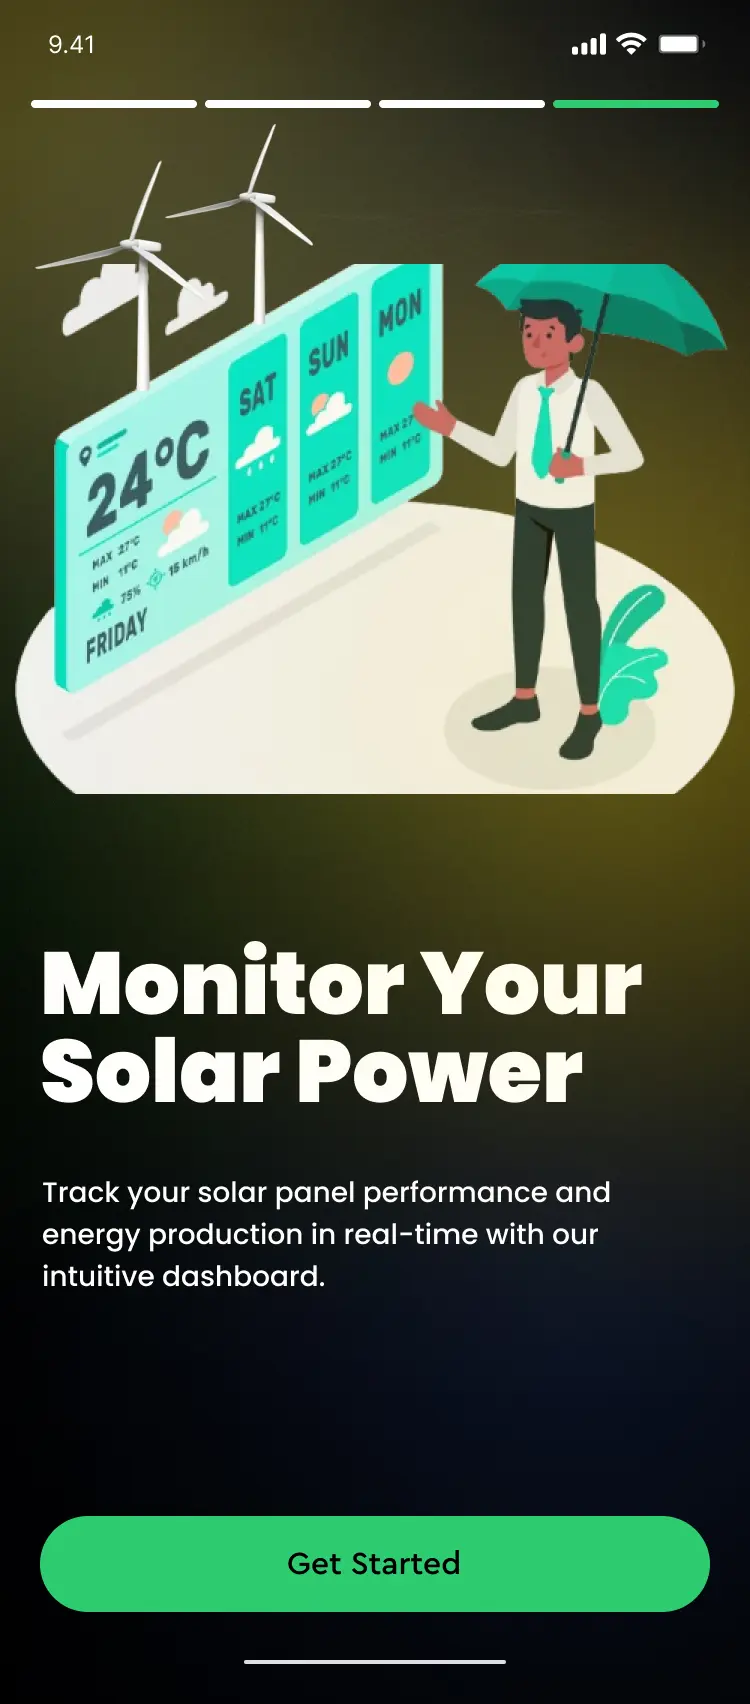 9.41
24°C
MAX 27°C
MIN 11°C
75%
15 km/h
FRIDAY
SAT
MAX 27°C
MIN 11°C
SUN
MAX 27°C
MIN 11°C
MON
MAX 27
MIN 11°C
Monitor Your
Solar Power
Track your solar panel performance and
energy production in real-time with our
intuitive dashboard.
Get Started